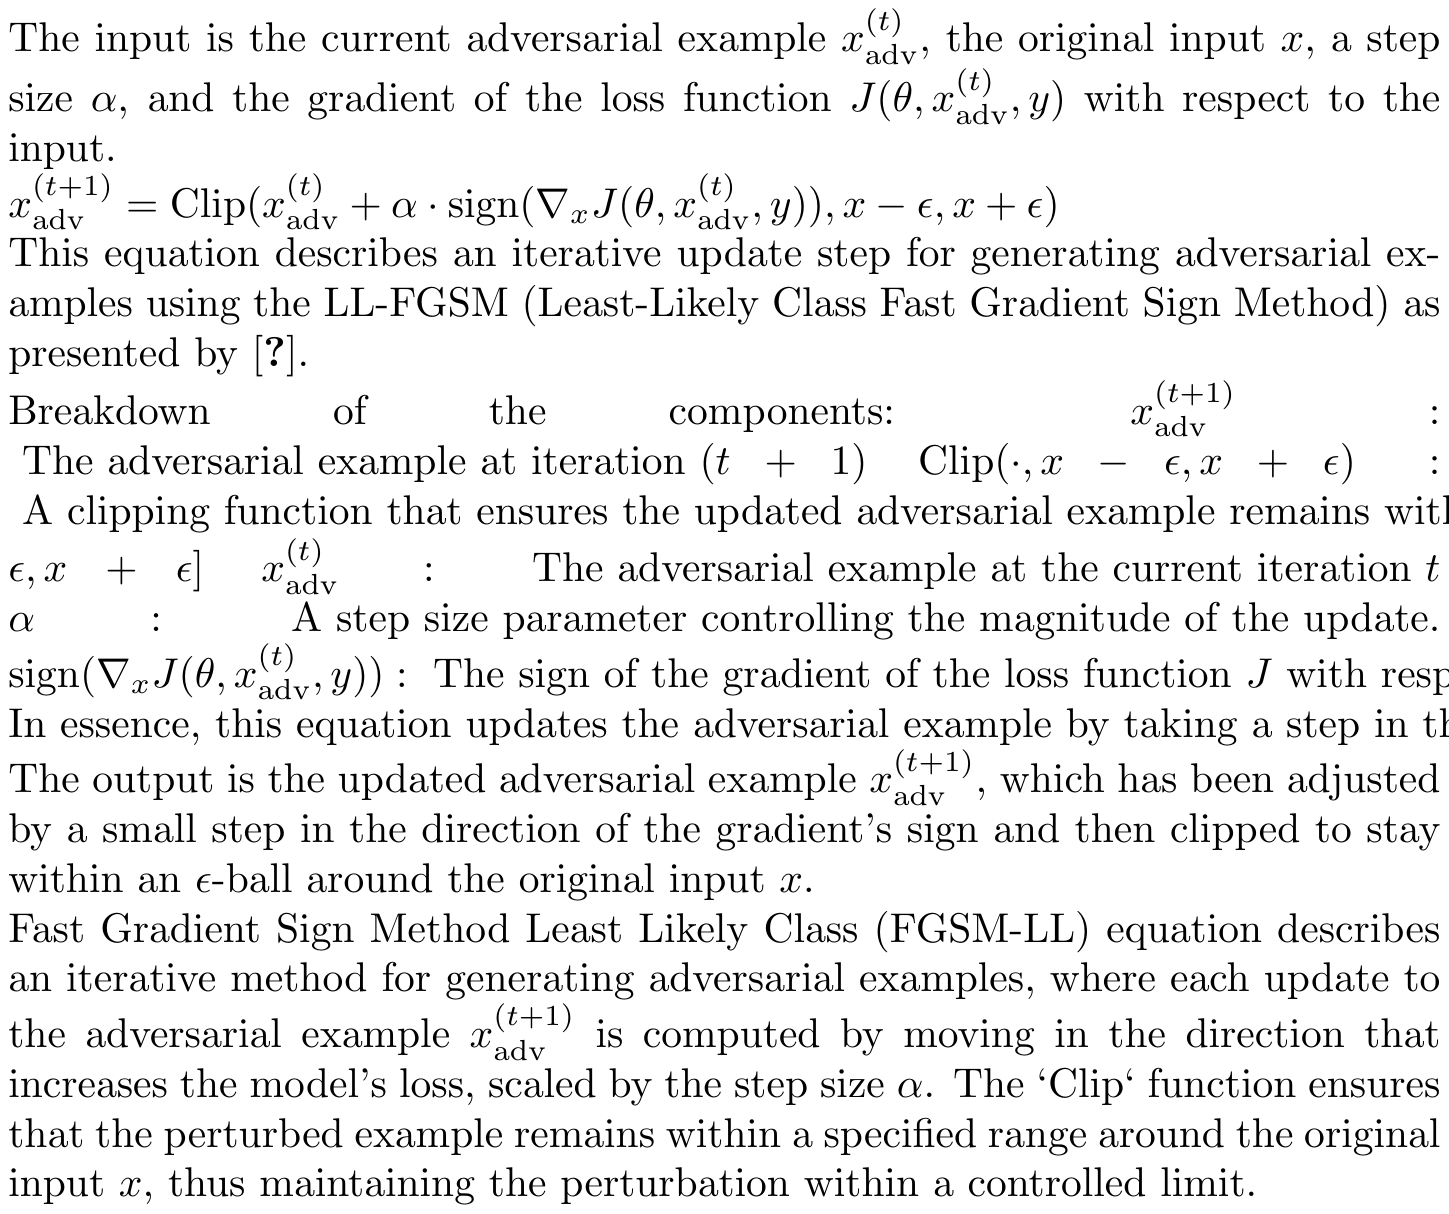 The input is the current adversarial example $x_{\text{adv}}^{(t)}$, the original input $x$, a step
size $\alpha$, and the gradient of the loss function $J(\theta, x_{\text{adv}}^{(t)}, y)$ with respect to the
input.
$x_{\text{adv}}^{(t+1)} = \text{Clip}(x_{\text{adv}}^{(t)} + \alpha \cdot \text{sign}(\nabla_x J(\theta, x_{\text{adv}}^{(t)}, y)), x - \epsilon, x + \epsilon)$
This equation describes an iterative update step for generating adversarial ex-
amples using the LL-FGSM (Least-Likely Class Fast Gradient Sign Method) as
presented by [?].
Breakdown of the components: $x_{\text{adv}}^{(t+1)}$ :
The adversarial example at iteration $(t + 1)$ $\text{Clip}(\cdot, x - \epsilon, x + \epsilon)$ :
A clipping function that ensures the updated adversarial example remains
$\epsilon, x + \epsilon]$ $x_{\text{adv}}^{(t)}$ : The adversarial example at the current iteration $t$
$\alpha$ : A step size parameter controlling the magnitude of the update.
$\text{sign}(\nabla_x J(\theta, x_{\text{adv}}^{(t)}, y))$ : The sign of the gradient of the loss function $J$ with
In essence, this equation updates the adversarial example by taking a step in
The output is the updated adversarial example $x_{\text{adv}}^{(t+1)}$, which has been adjusted
by a small step in the direction of the gradient's sign and then clipped to stay
within an $\epsilon$-ball around the original input $x$.
Fast Gradient Sign Method Least Likely Class (FGSM-LL) equation describes
an iterative method for generating adversarial examples, where each update to
the adversarial example $x_{\text{adv}}^{(t+1)}$ is computed by moving in the direction that
increases the model's loss, scaled by the step size $\alpha$. The ‘Clip‘ function ensures
that the perturbed example remains within a specified range around the original
input $x$, thus maintaining the perturbation within a controlled limit.